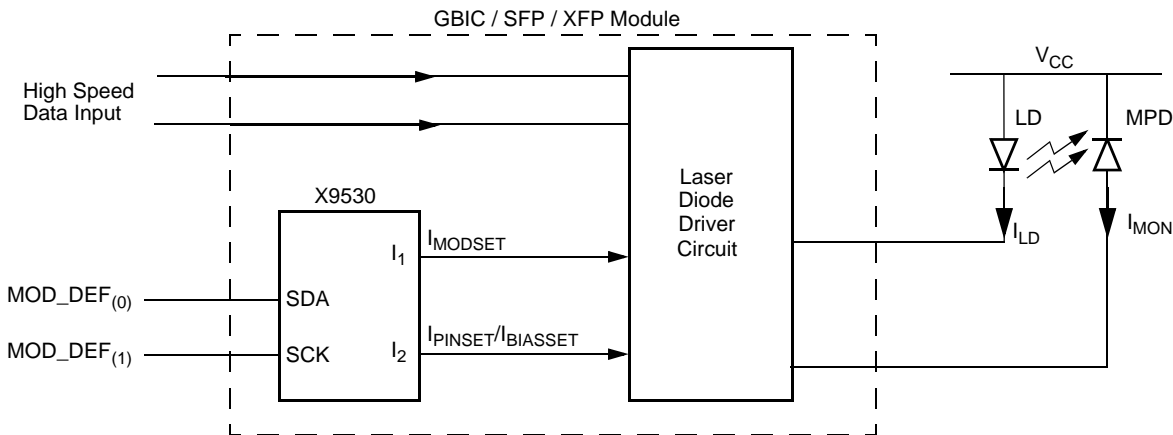 GBIC / SFP / XFP Module
High Speed
Data Input
V_CC
LD
MPD
X9530
Laser
Diode
Driver
Circuit
I_1
I_MODSET
I_LD
I_MON
MOD_DEF_(0)
SDA
MOD_DEF_(1)
SCK
I_2
I_PINSET/I_BIASSET